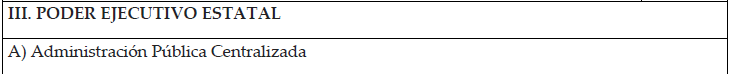 III. PODER EJECUTIVO ESTATAL
A) Administración Pública Centralizada